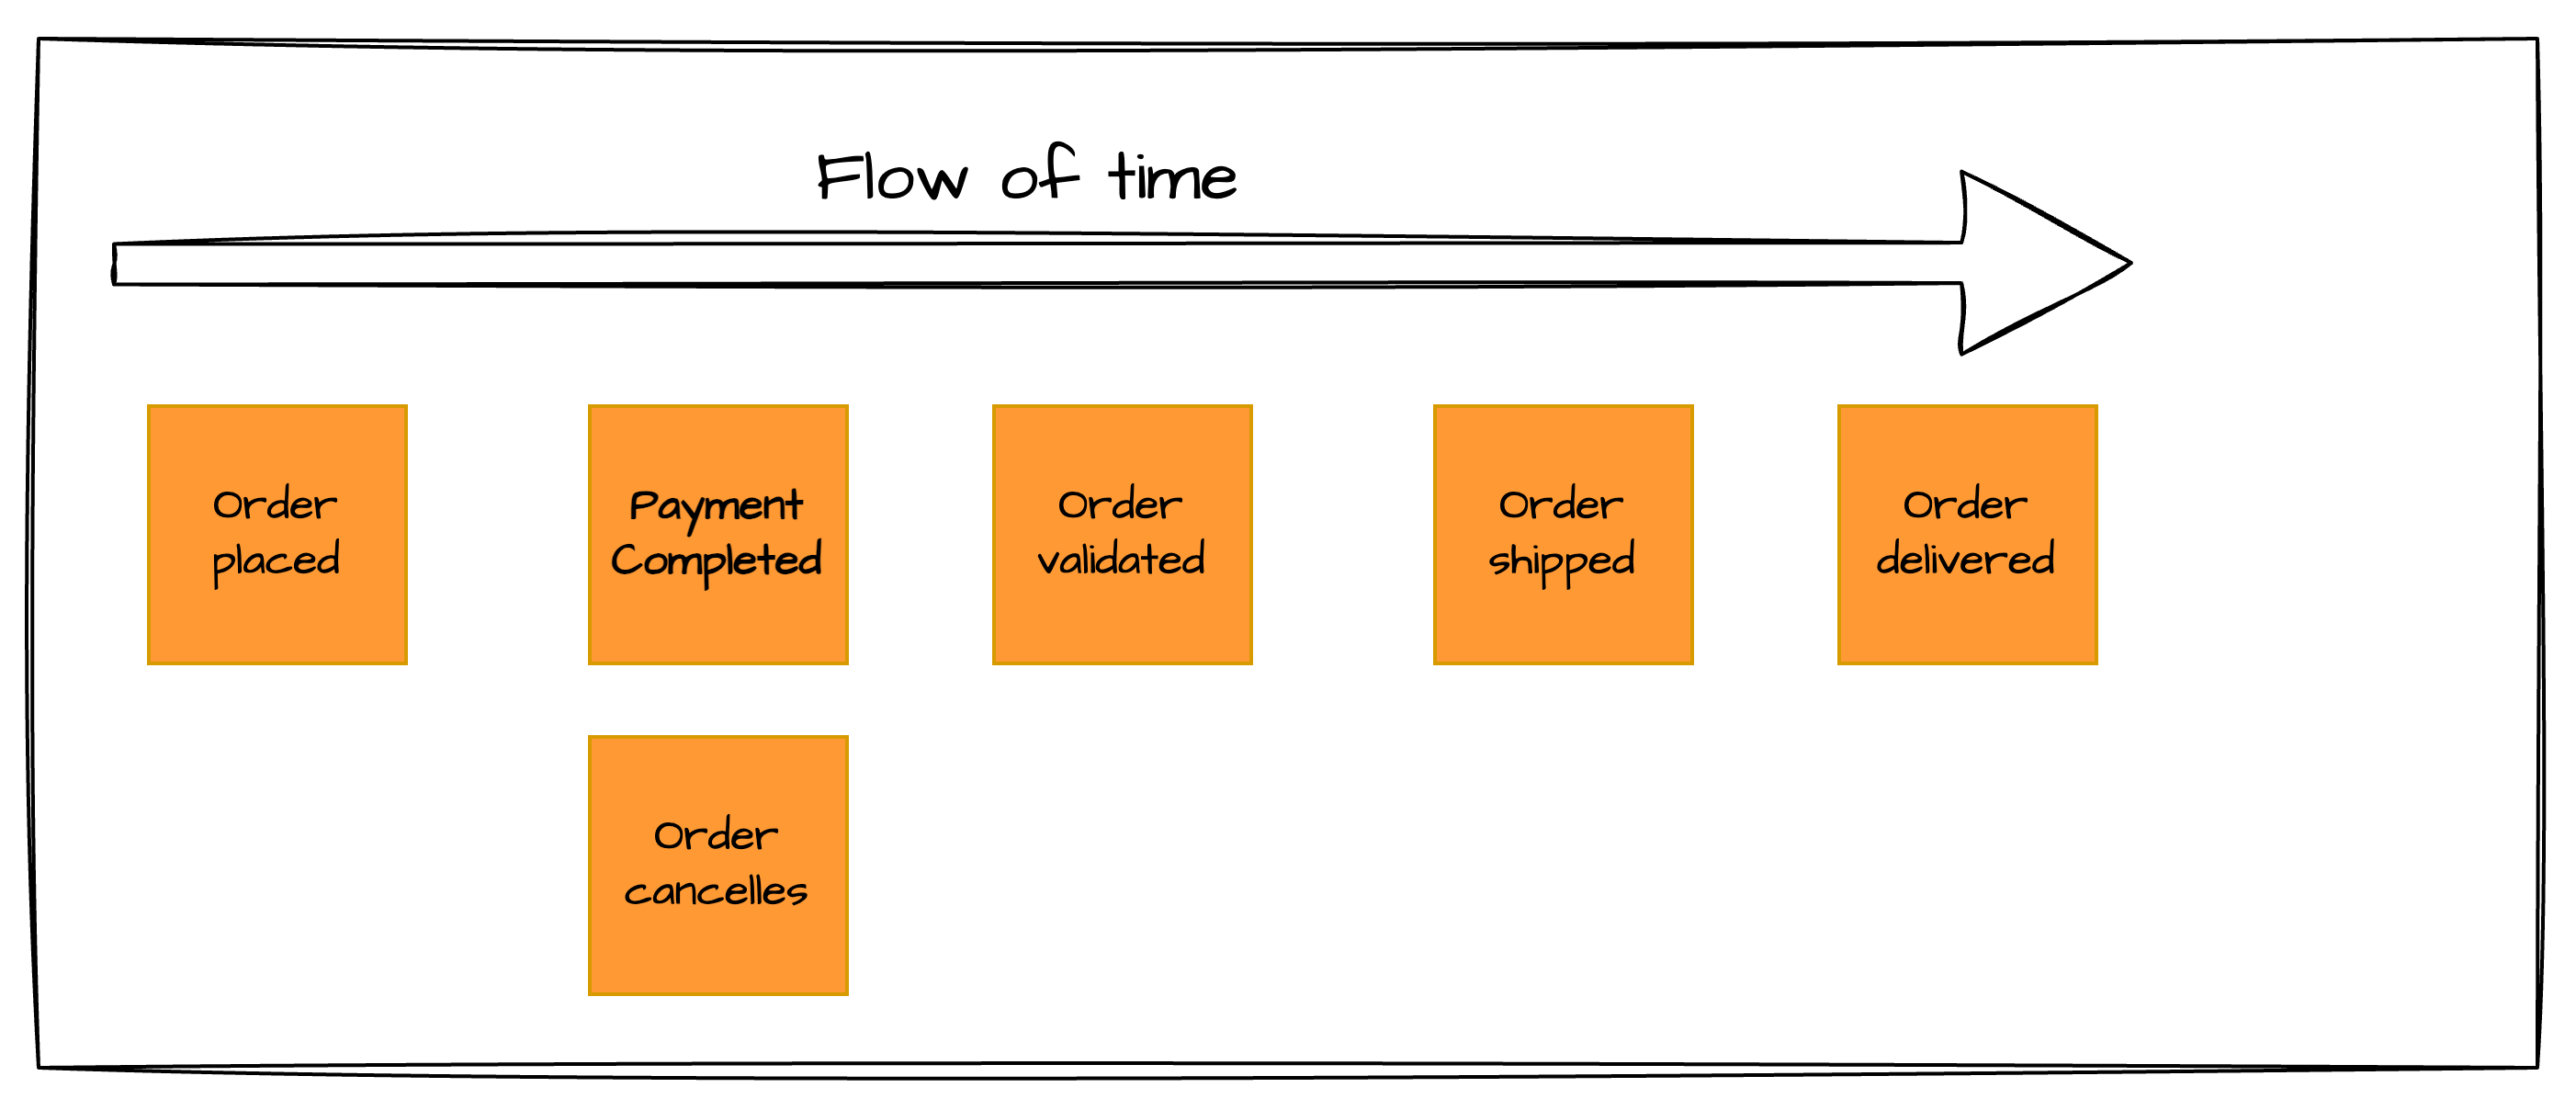 Flow of time
Order
placed
Payment
Completed
Order
validated
Order
shipped
Order
delivered
Order
cancelles